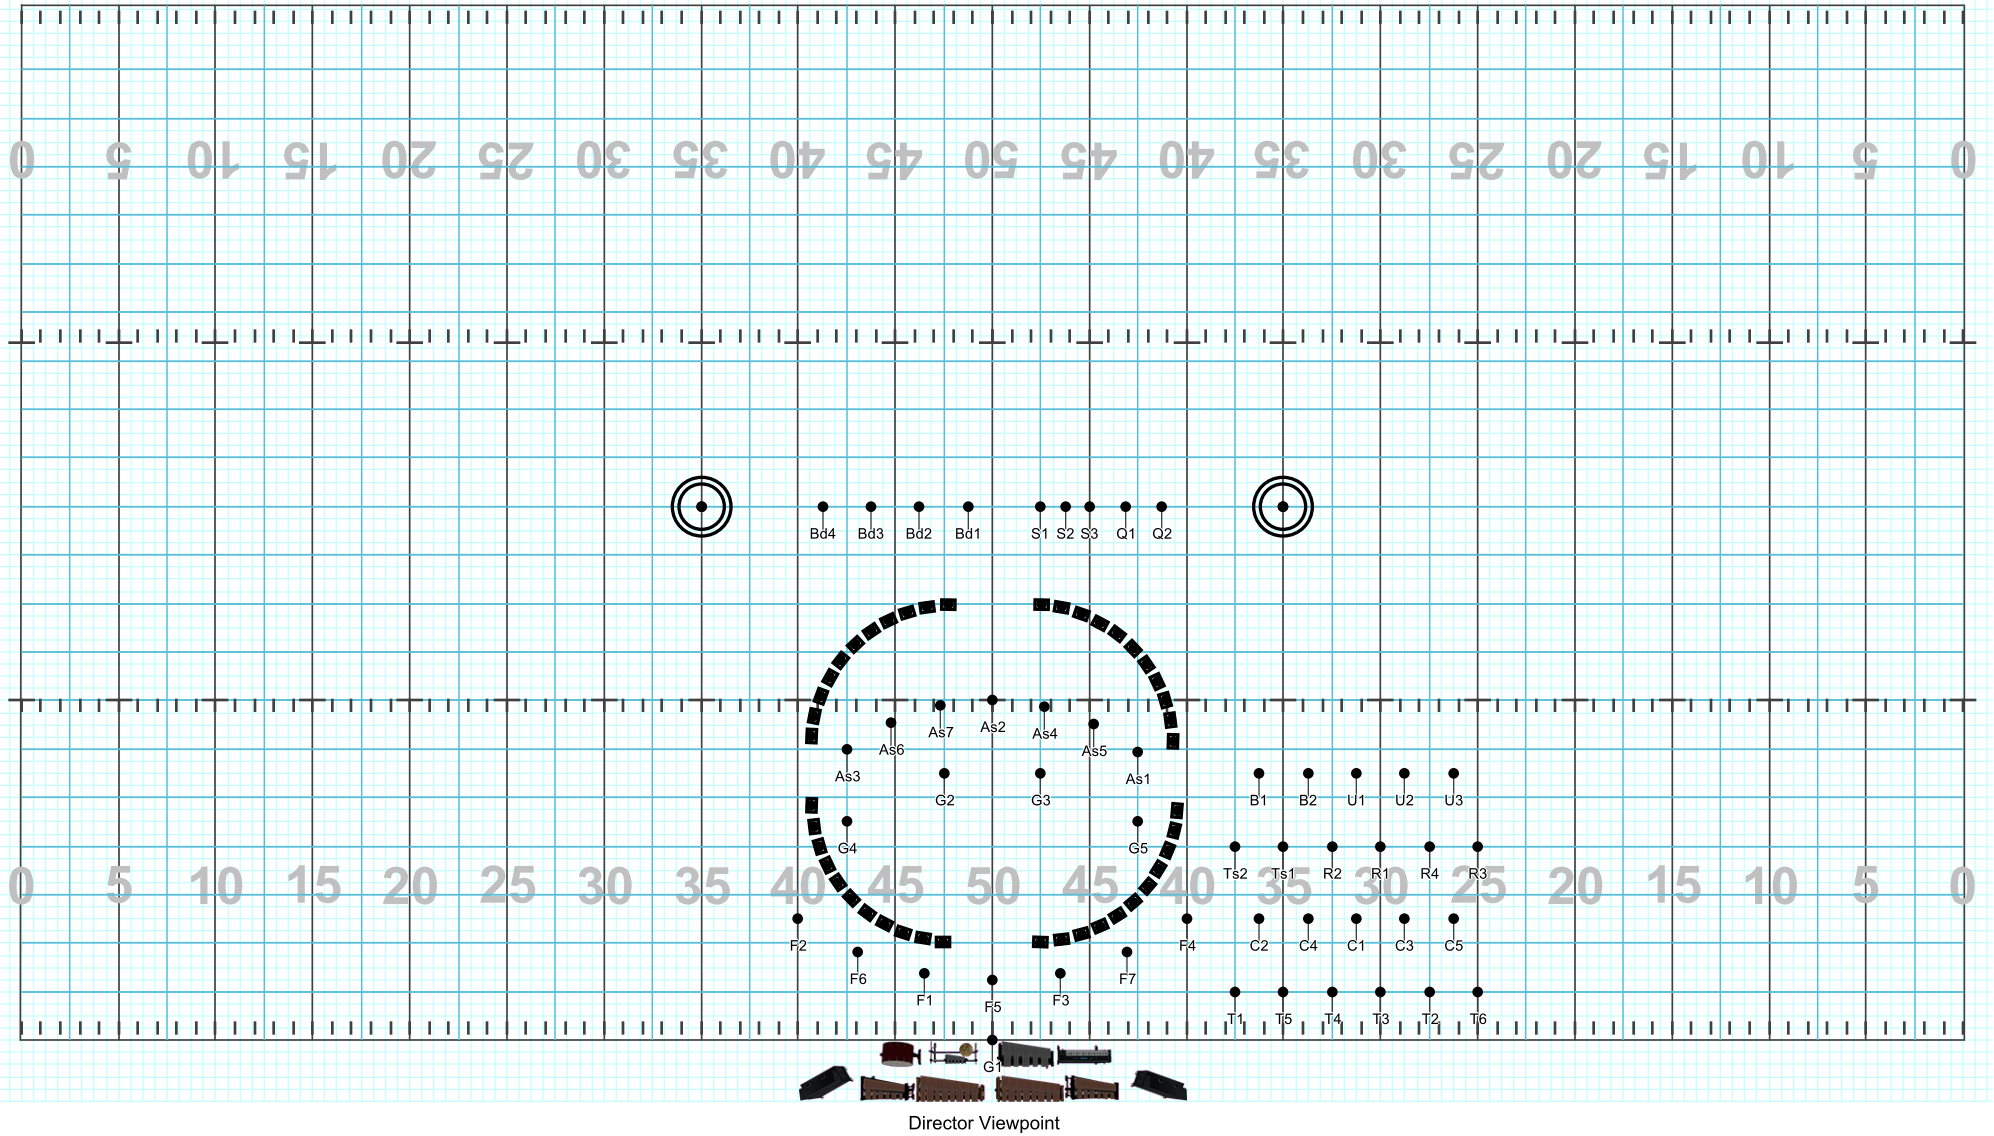 0 5 10 15 20 25 30 35 40 45 50 45 40 35 30 25 20 15 10 5 0
Bd4 Bd3 Bd2 Bd1 S1 S2 S3 Q1 Q2
As7 As2 As4
As6 As5
As3 As1
G2 G3 B1 B2 U1 U2 U3
G4 G5
Ts2 Ts1 R2 R1 R4 R3
0 5 10 15 20 25 30 35 40 45 50 45 40 35 30 25 20 15 10 5 0
F2 F4 C2 C4 C1 C3 C5
F6 F7
F1 F5 F3
T1 T5 T4 T3 T2 T6
G1
Director Viewpoint